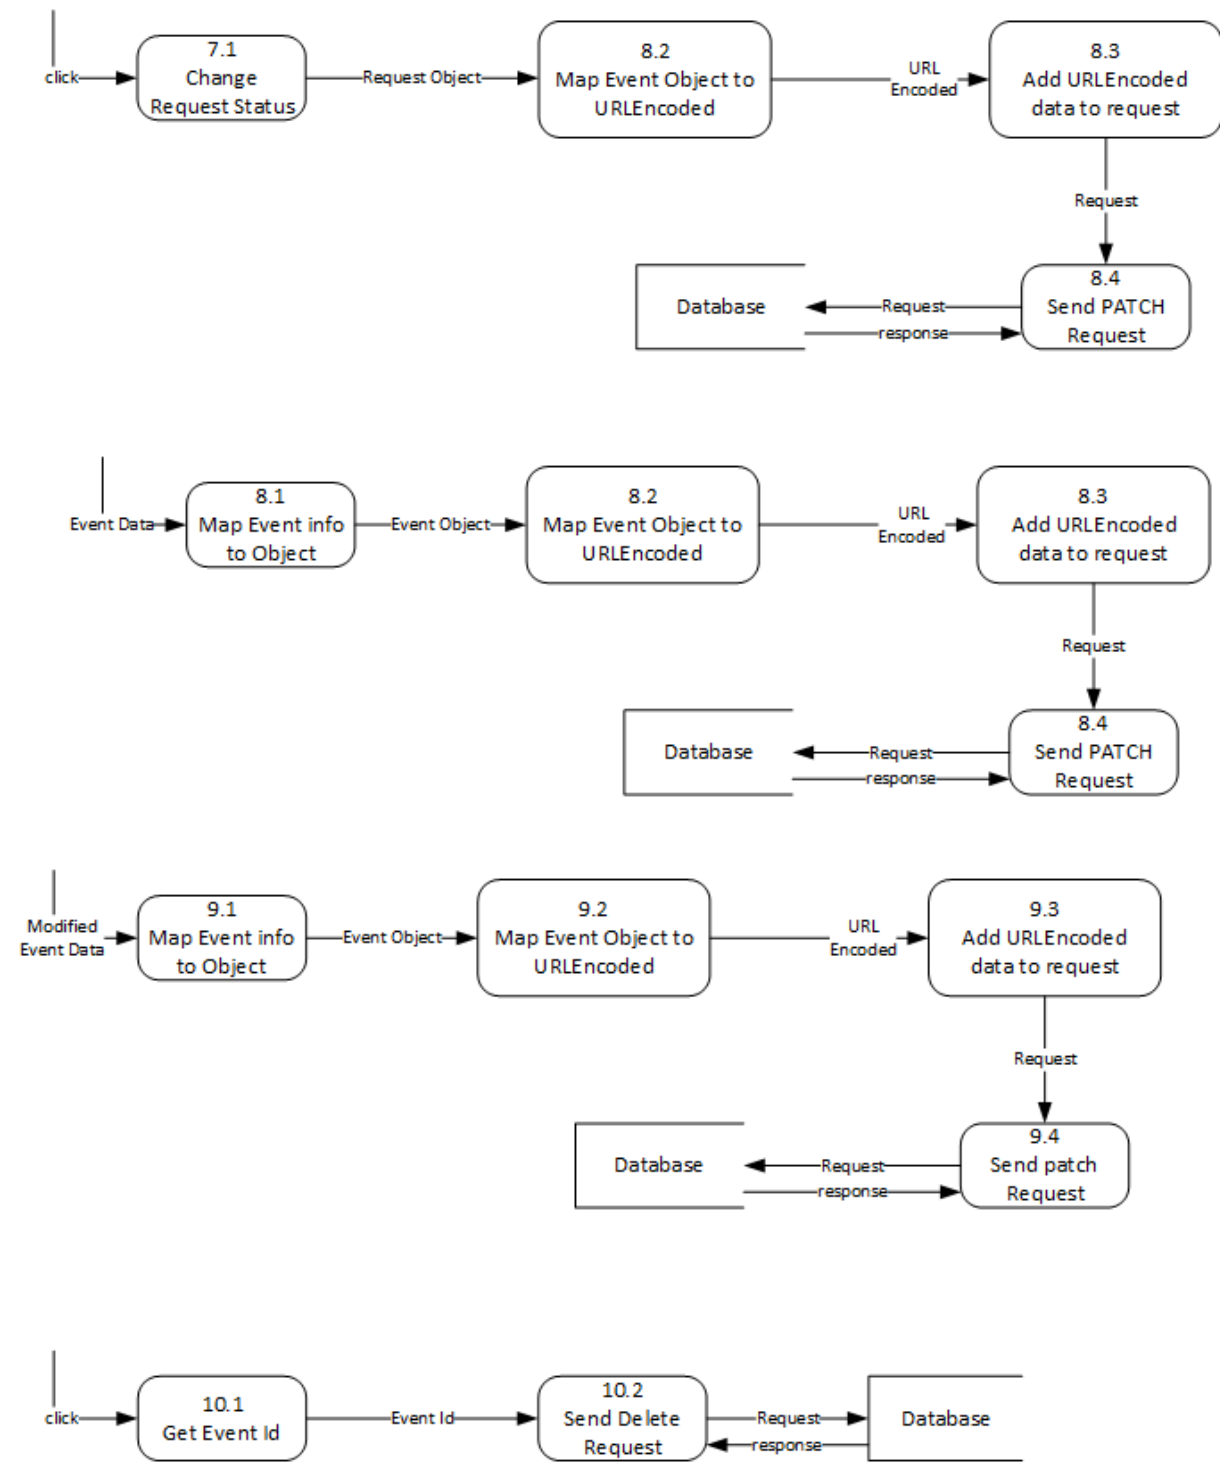 7.1
Change
Request Status
click
Request Object
8.2
Map Event Object to
URLEncoded
URL
Encoded
8.3
Add URLEncoded
data to request
Request
Database
Request
response
8.4
Send PATCH
Request
Event Data
8.1
Map Event info
to Object
Event Object
8.2
Map Event Object to
URLEncoded
URL
Encoded
8.3
Add URLEncoded
data to request
Request
Database
Request
response
8.4
Send PATCH
Request
Modified
Event Data
9.1
Map Event info
to Object
Event Object
9.2
Map Event Object to
URLEncoded
URL
Encoded
9.3
Add URLEncoded
data to request
Request
Database
Request
response
9.4
Send patch
Request
click
10.1
Get Event Id
Event Id
10.2
Send Delete
Request
Request
response
Database